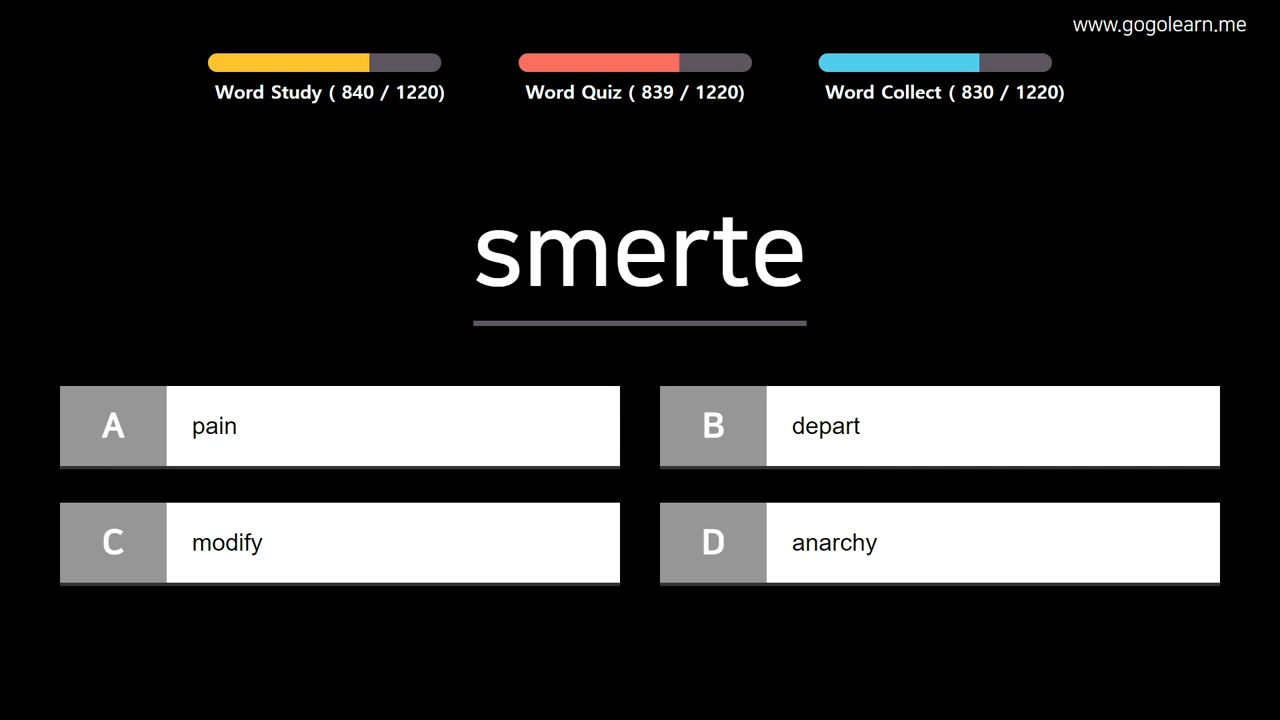 www.gogolearn.me
Word Study ( 840 / 1220)
Word Quiz ( 839 / 1220)
Word Collect ( 830 / 1220)
smerte
A pain
B depart
C modify
D anarchy